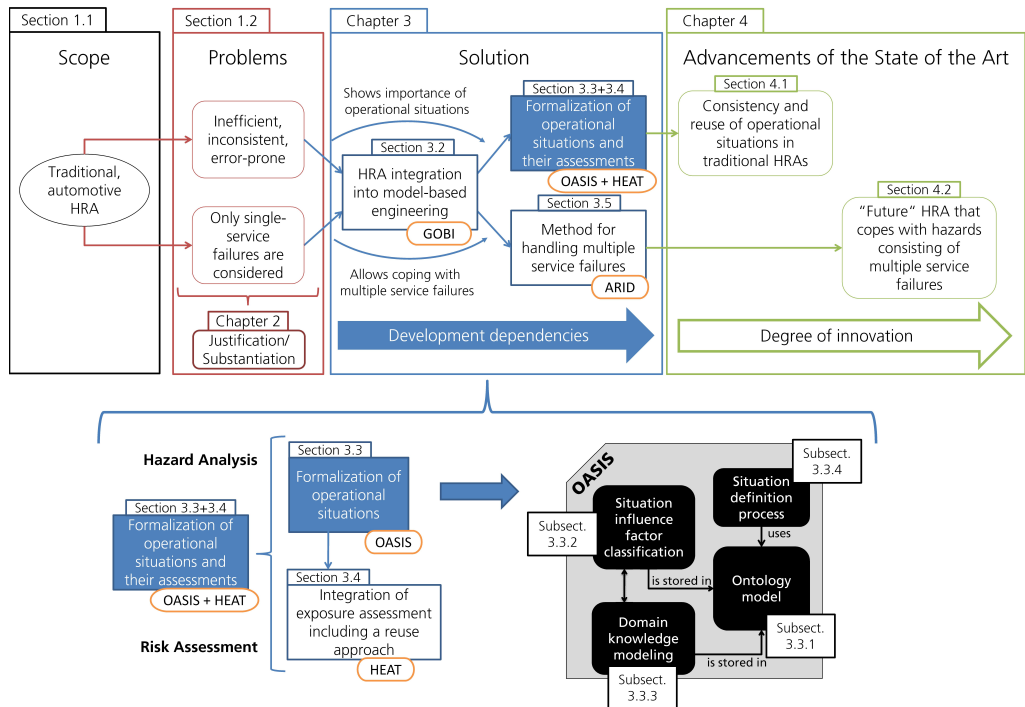 Section 1.1
Scope
Traditional,
automotive
HRA
Section 1.2
Problems
Inefficient,
inconsistent,
error-prone
Only single-
service
failures are
considered
Chapter 2
Justification/
Substantiation
Chapter 3
Solution
Shows importance of
operational situations
Section 3.2
HRA integration
into model-based
engineering
GOBI
Allows coping with
multiple service failures
Section 3.3+3.4
Formalization of
operational
situations and
their assessments
OASIS + HEAT
Section 3.5
Method for
handling multiple
service failures
ARID
Development dependencies
Chapter 4
Advancements of the State of the Art
Section 4.1
Consistency and
reuse of operational
situations in
traditional HRAs
Section 4.2
“Future” HRA that
copes with hazards
consisting of
multiple service
failures
Degree of innovation
Hazard Analysis
Section 3.3+3.4
Formalization of
operational
situations and
their assessments
OASIS + HEAT
Risk Assessment
Section 3.3
Formalization of
operational
situations
OASIS
Section 3.4
Integration of
exposure assessment
including a reuse
approach
HEAT
OASIS
Subsect.
3.3.2
Situation
influence
factor
classification
Subsect.
3.3.4
Situation
definition
process
uses
is stored in
Ontology
model
Subsect.
3.3.1
Domain
knowledge
modeling
is stored in
Subsect.
3.3.3